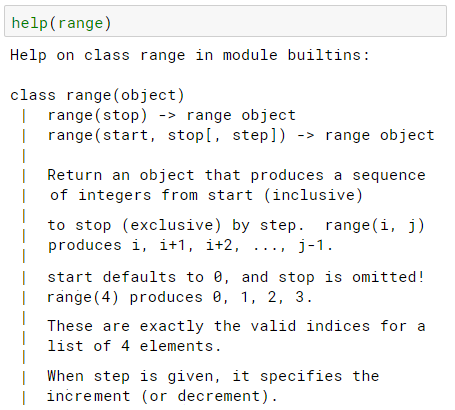 help(range)
Help on class range in module builtins:
class range(object)
 |  range(stop) -> range object
 |  range(start, stop[, step]) -> range object
 |
 |  Return an object that produces a sequence
 |  of integers from start (inclusive)
 |
 |  to stop (exclusive) by step.  range(i, j)
 |  produces i, i+1, i+2, ..., j-1.
 |
 |  start defaults to 0, and stop is omitted!
 |  range(4) produces 0, 1, 2, 3.
 |
 |  These are exactly the valid indices for a
 |  list of 4 elements.
 |
 |  When step is given, it specifies the
 |  increment (or decrement).